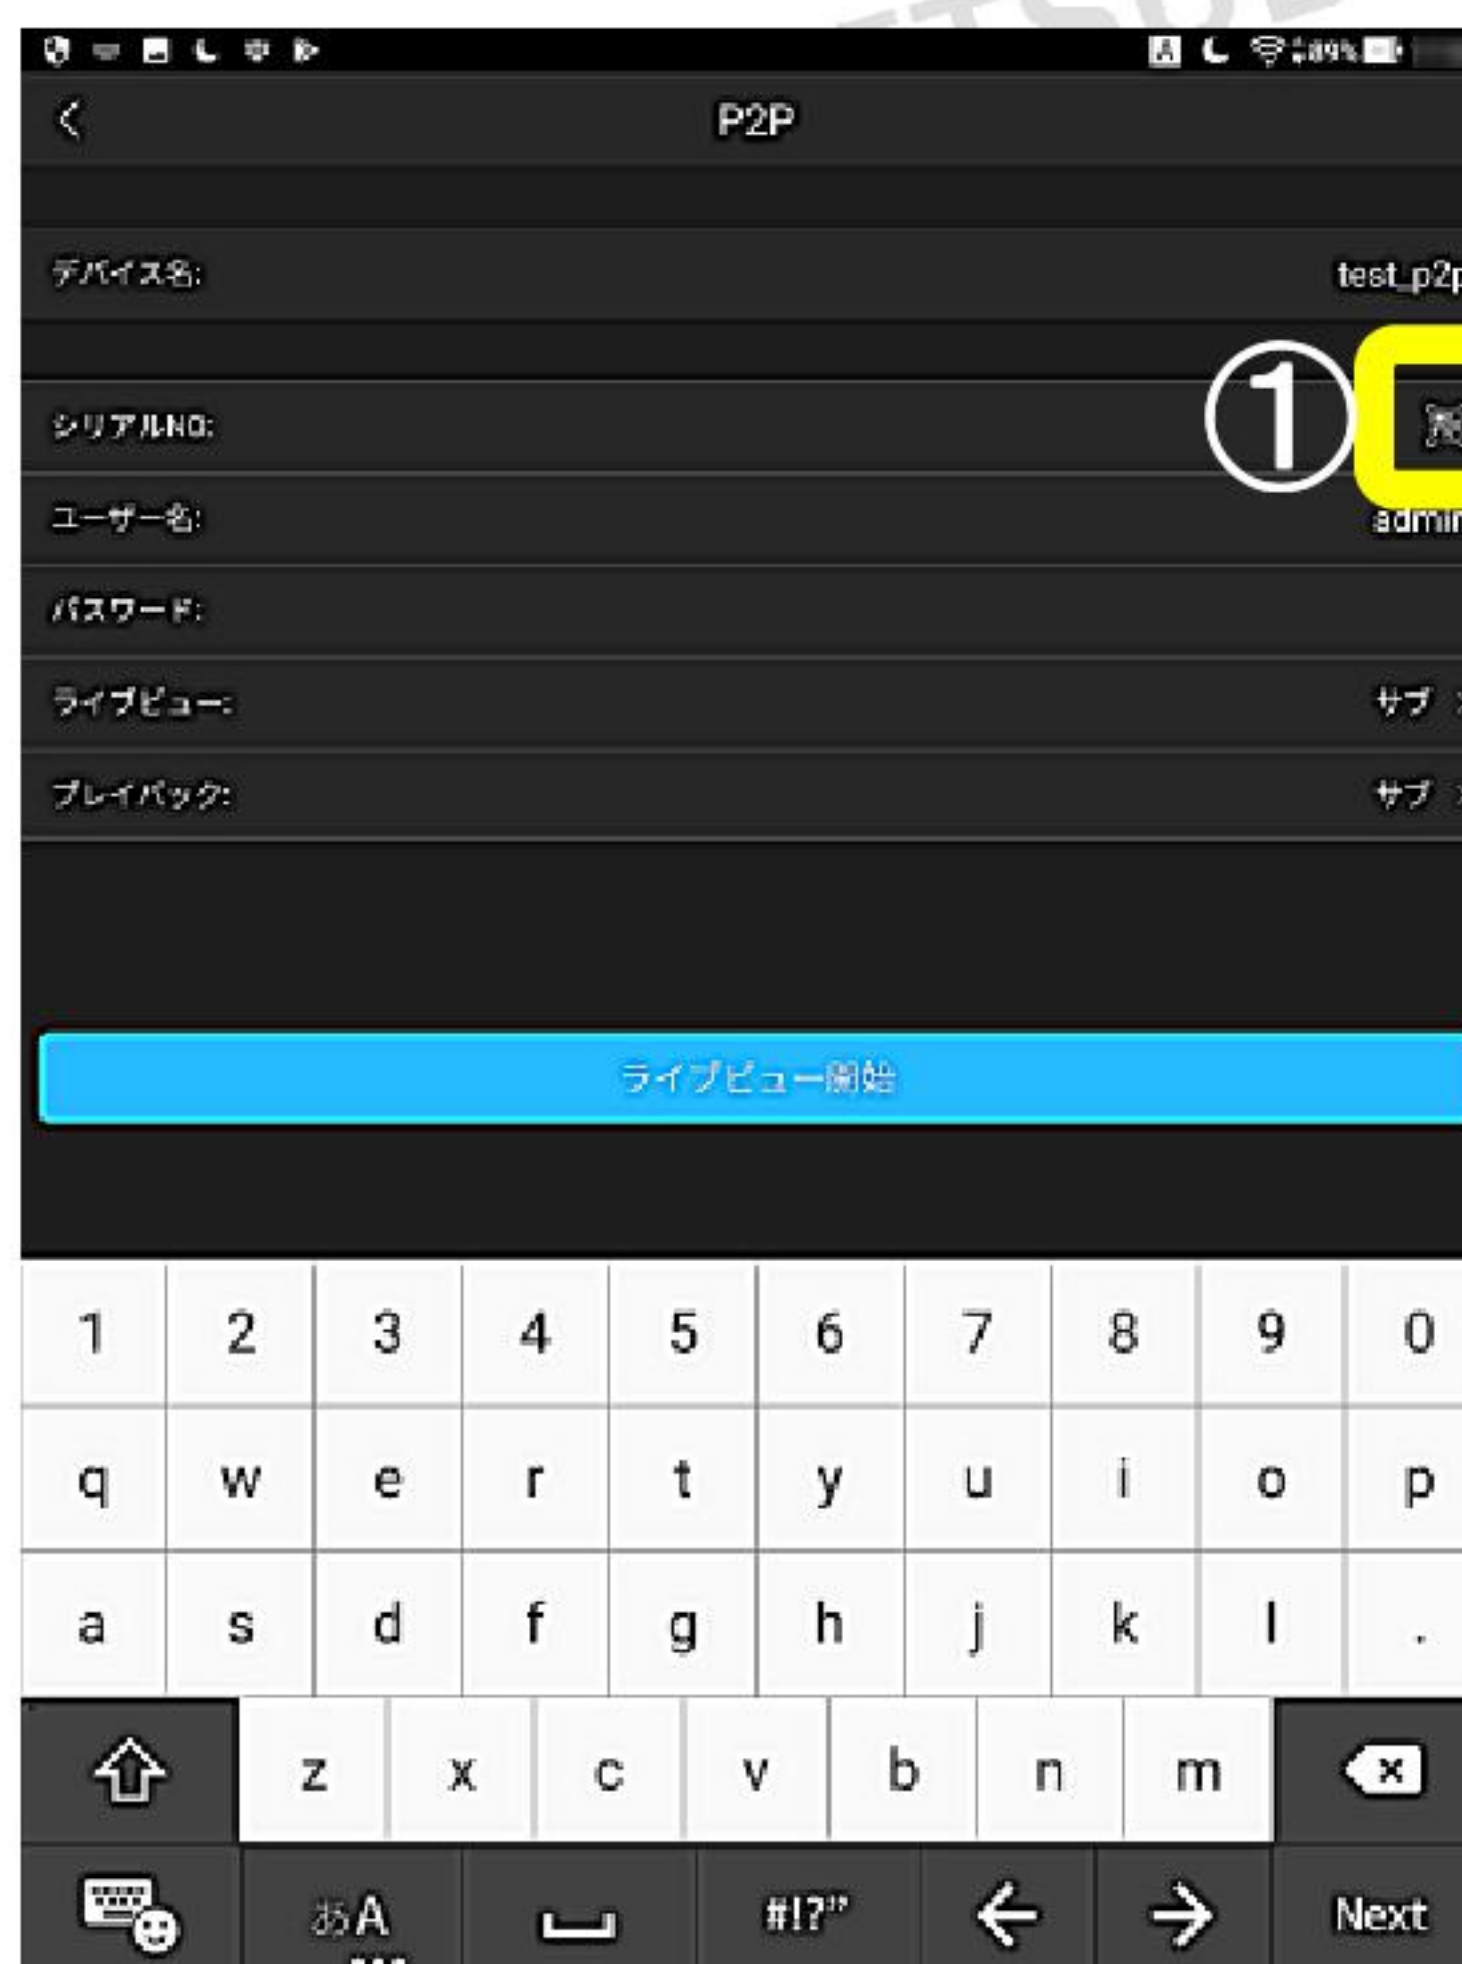 89%
P2P
デバイス名:
test_p2p
①
シリアルNO:
ユーザー名:
admin
パスワード:
ライブビュー:
サブ
プレイバック:
サブ
ライブビュー開始
1 2 3 4 5 6 7 8 9 0
q w e r t y u i o p
a s d f g h j k l .
z x c v b n m
あA
#!?"
Next